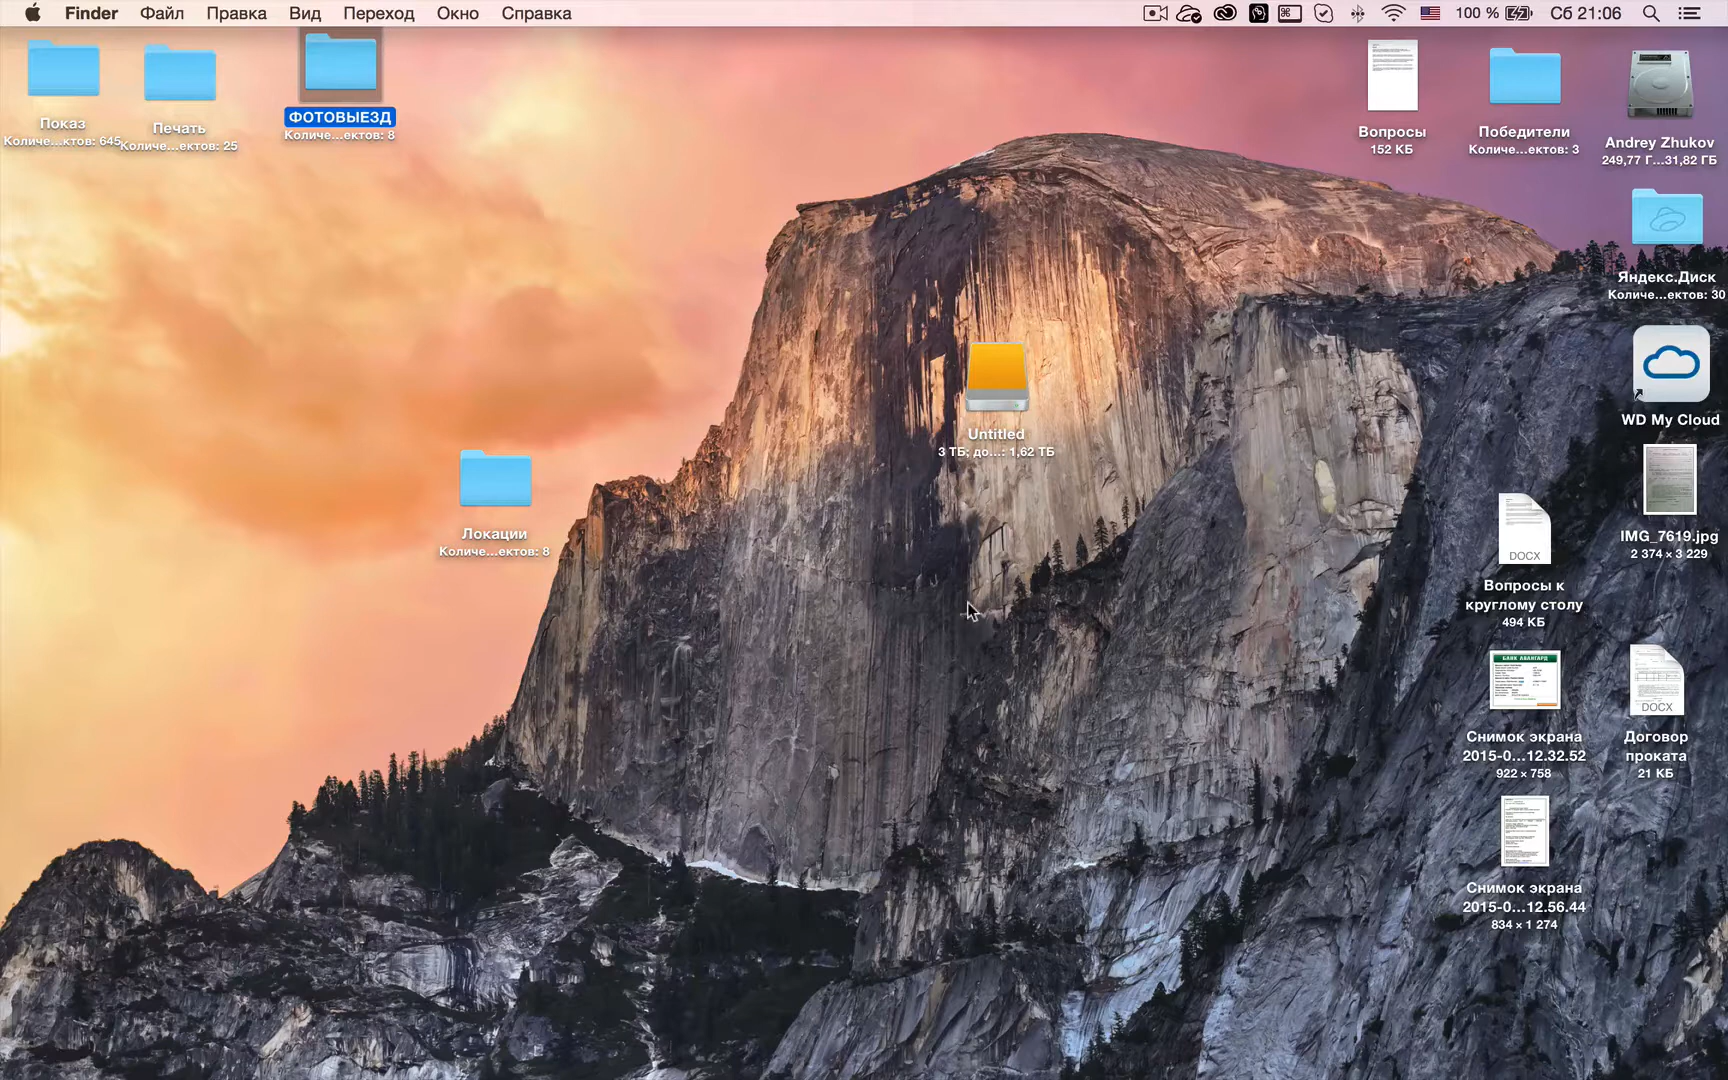 Finder Файл Правка Вид Переход Окно Справка 100 % Сб 21:06
Показ
Количе...ктов: 645
Печать
Количе...ектов: 25
ФОТОВЫЕЗД
Количе...ектов: 8
Вопросы
152 КБ
Победители
Количе...ектов: 3
Andrey Zhukov
249,77 Г...31,82 ГБ
Яндекс.Диск
Количе...ектов: 30
WD My Cloud
Untitled
3 ТБ; до...: 1,62 ТБ
Локации
Количе...ектов: 8
IMG_7619.jpg
2 374 × 3 229
DOCX
Вопросы к
круглому столу
494 КБ
БАНК АВАНГАРД
Снимок экрана
2015-0...12.32.52
922 × 758
DOCX
Договор
проката
21 КБ
Снимок экрана
2015-0...12.56.44
834 × 1 274